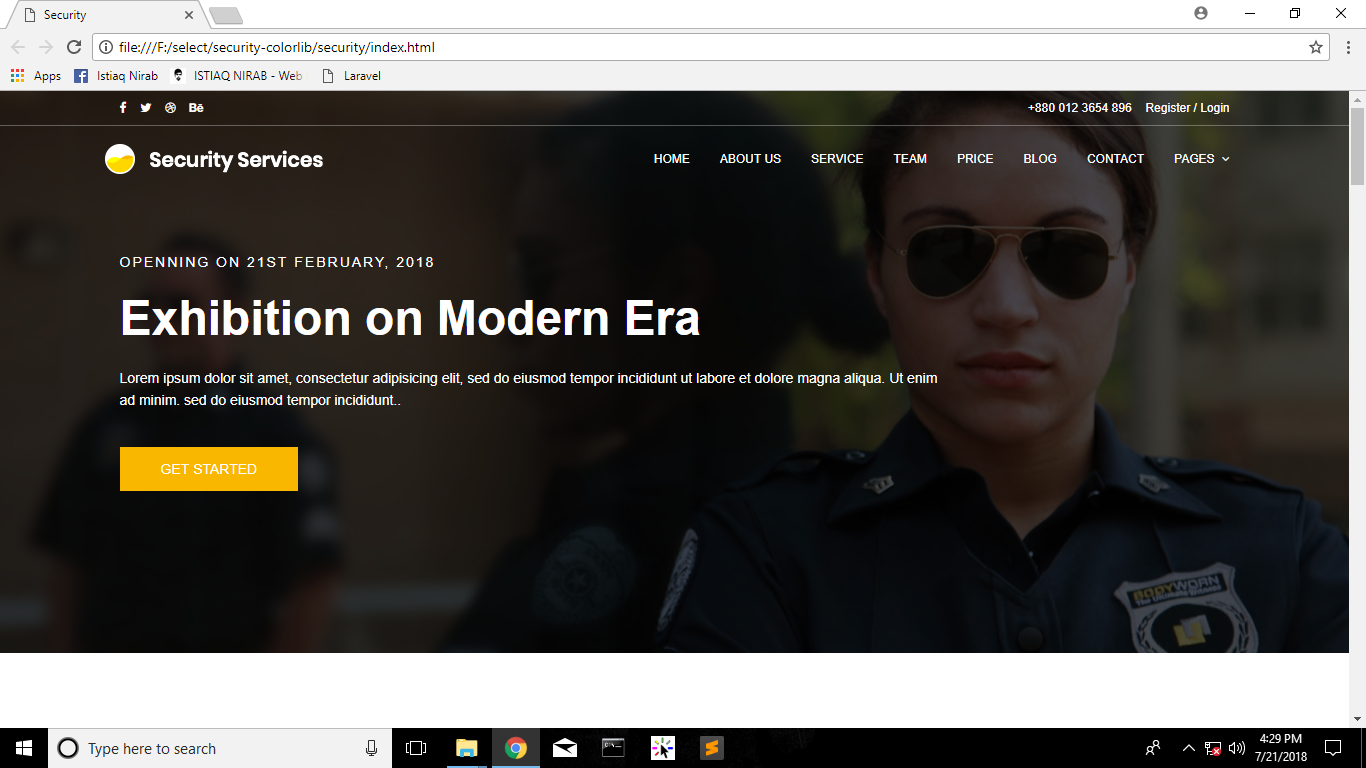 Security
file:///F:/select/security-colorlib/security/index.html
Apps Istiaq Nirab ISTIAQ NIRAB - Web Laravel
Bē +880 012 3654 896 Register / Login
Security Services HOME ABOUT US SERVICE TEAM PRICE BLOG CONTACT PAGES
OPENNING ON 21ST FEBRUARY, 2018
Exhibition on Modern Era
Lorem ipsum dolor sit amet, consectetur adipisicing elit, sed do eiusmod tempor incididunt ut labore et dolore magna aliqua. Ut enim
ad minim. sed do eiusmod tempor incididunt..
GET STARTED
BODYWORN
Type here to search
4:29 PM
7/21/2018